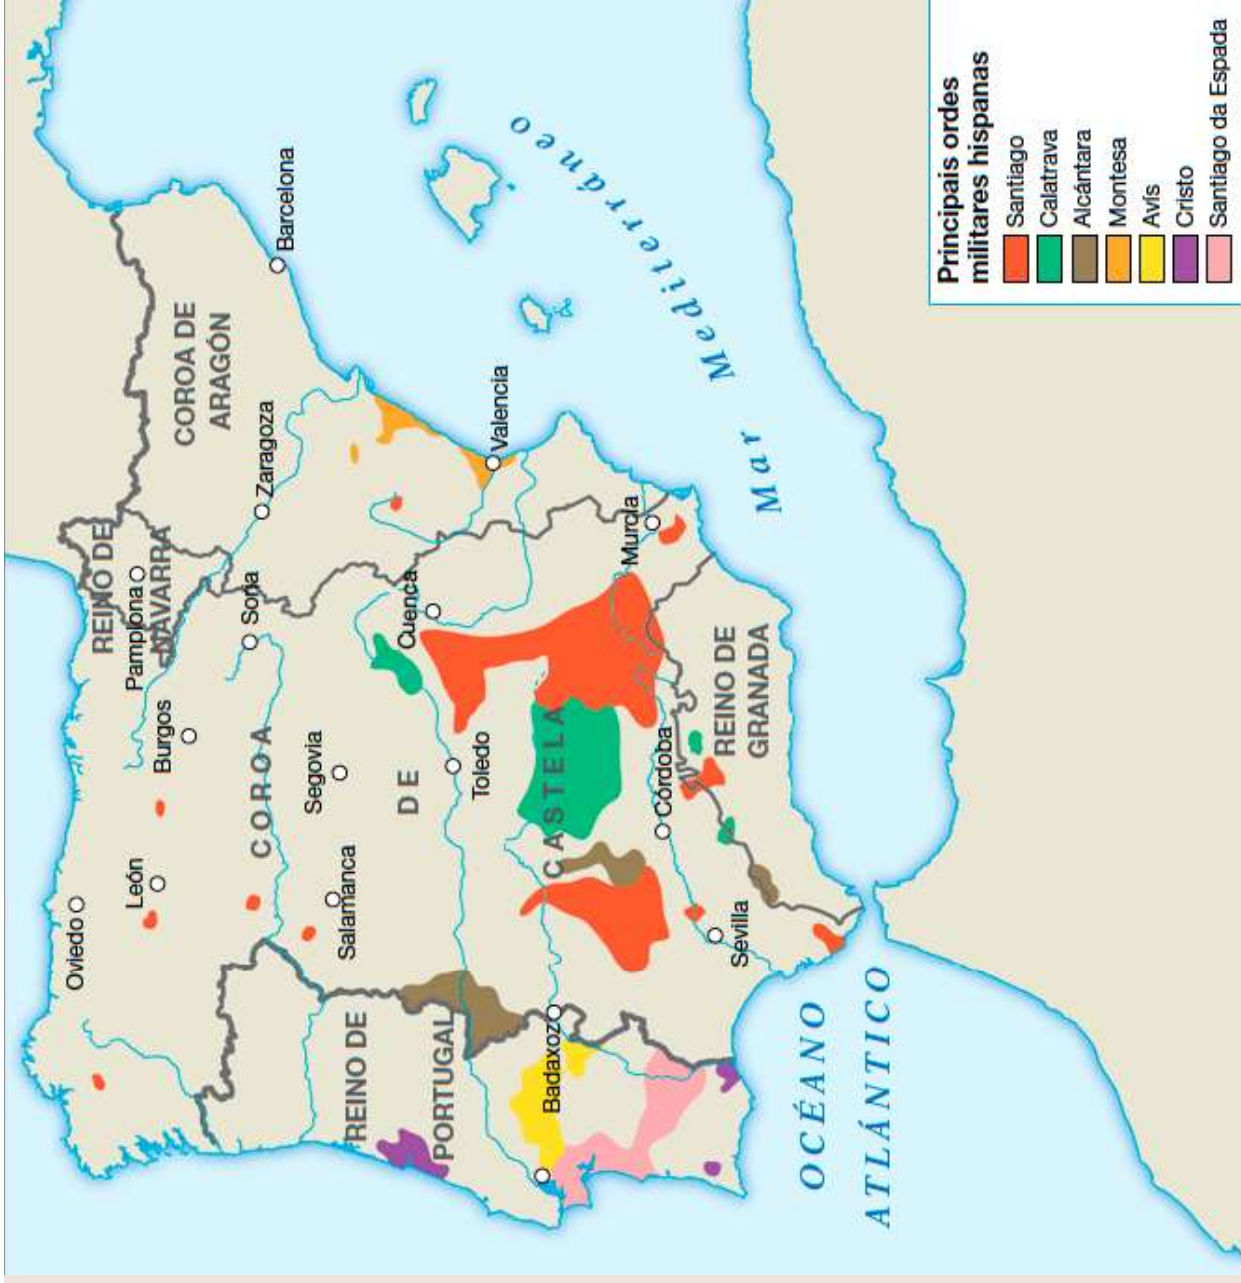 Oviedo
León
Burgos
Pamplona
REINO DE
NAVARRA
COROA DE
ARAGÓN
Barcelona
Zaragoza
Soria
COROA
Segovia
Salamanca
DE
Cuenca
Toledo
Valencia
REINO DE
PORTUGAL
CASTELA
Badaxoz
Córdoba
Sevilla
Murcia
REINO DE
GRANADA
Mar Mediterráneo
OCÉANO
ATLÁNTICO
Principais ordes
militares hispanas
Santiago
Calatrava
Alcántara
Montesa
Avís
Cristo
Santiago da Espada